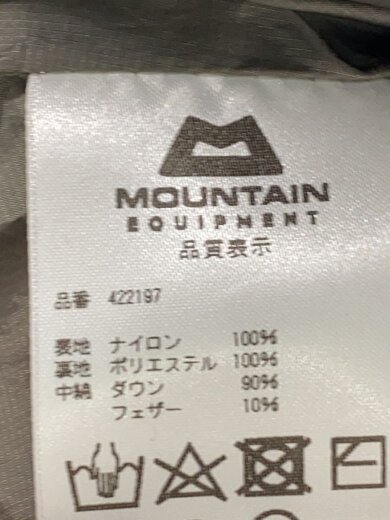 MOUNTAIN
EQUIPMENT
品質表示
品番 422197
表地 ナイロン 100%
裏地 ポリエステル 100%
中綿 ダウン 90%
フェザー 10%